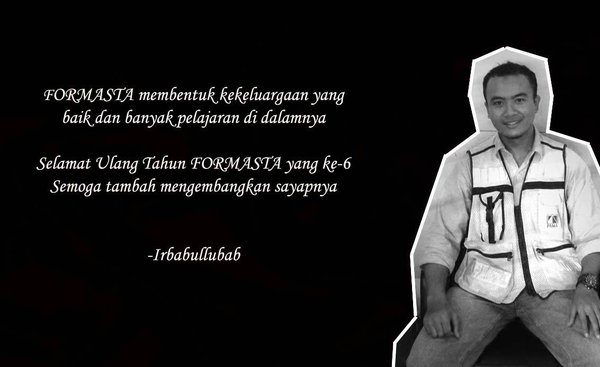 FORMASTA membentuk kekeluargaan yang
baik dan banyak pelajaran di dalamnya
Selamat Ulang Tahun FORMASTA yang ke-6
Semoga tambah mengembangkan sayapnya
-Irbabullubab